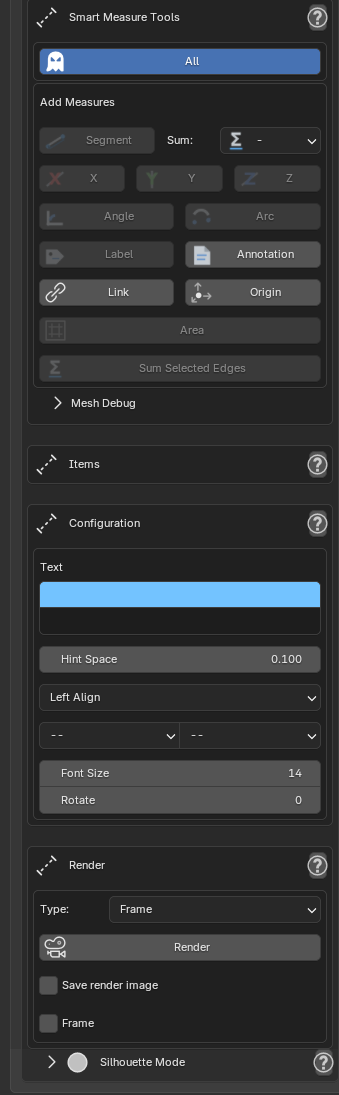 Smart Measure Tools ?
All
Add Measures
Segment Sum: Σ -
X Y Z
Angle Arc
Label Annotation
Link Origin
Area
Σ Sum Selected Edges
Mesh Debug
Items ?
Configuration ?
Text
Hint Space 0.100
Left Align
-- --
Font Size 14
Rotate 0
Render ?
Type: Frame
Render
Save render image
Frame
Silhouette Mode ?